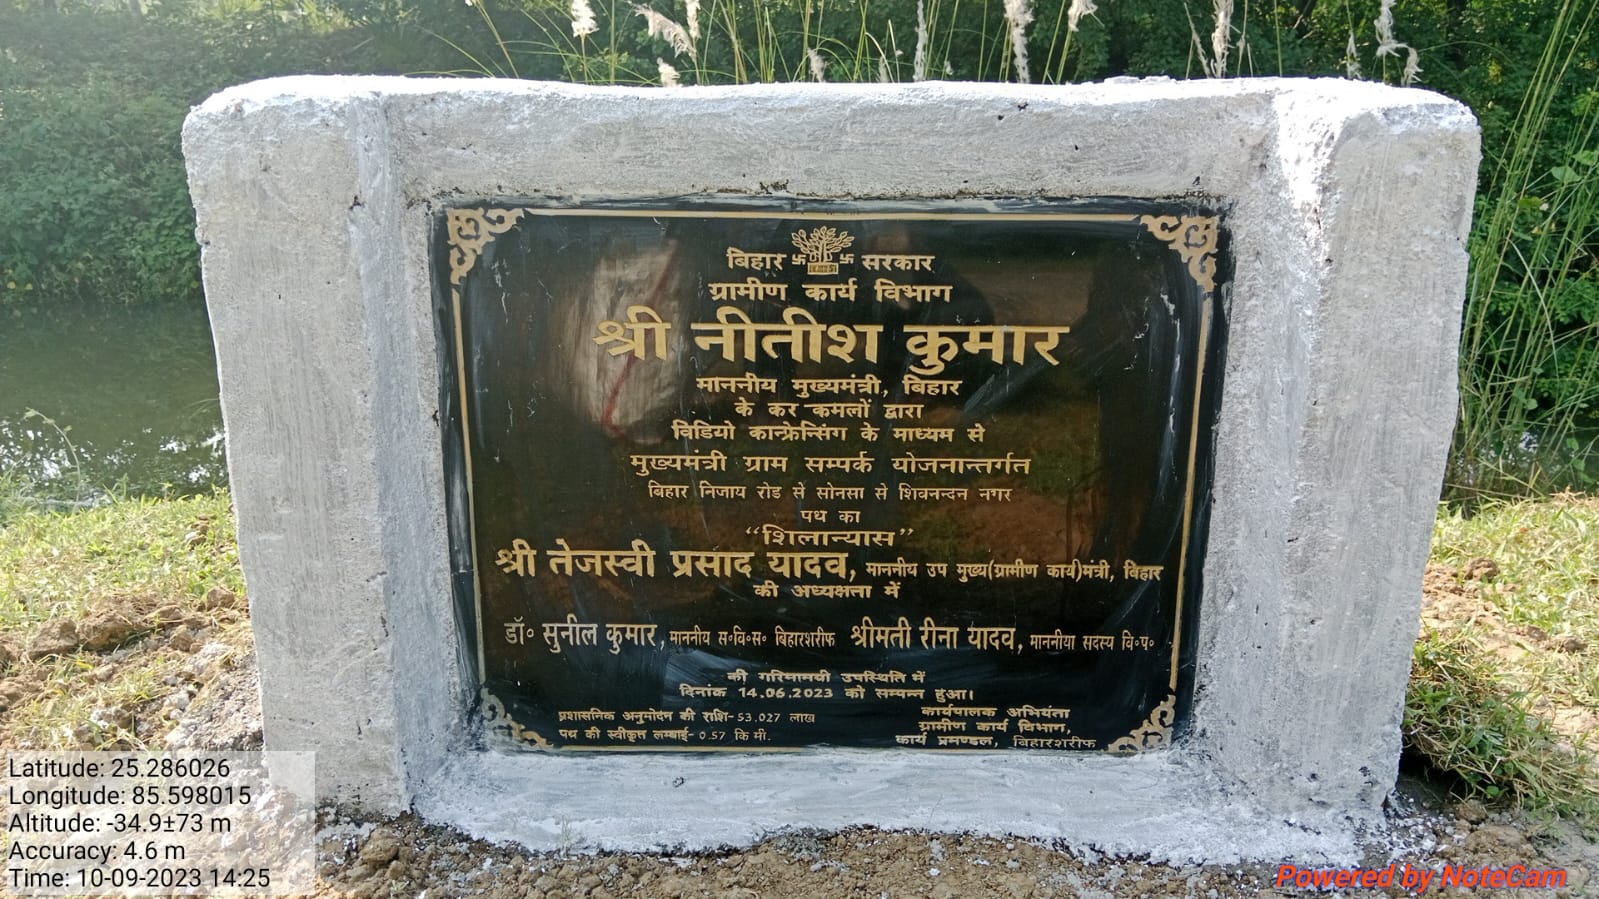 बिहार सरकार
ग्रामीण कार्य विभाग
श्री नीतीश कुमार
माननीय मुख्यमंत्री, बिहार
के कर कमलों द्वारा
विडियो कान्फ्रेन्सिंग के माध्यम से
मुख्यमंत्री ग्राम सम्पर्क योजनान्तर्गत
बिहार निजाय रोड से सोनसा से शिवनन्दन नगर
पथ का
“शिलान्यास”
श्री तेजस्वी प्रसाद यादव, माननीय उप मुख्य(ग्रामीण कार्य)मंत्री, बिहार
की अध्यक्षता में
डॉ॰ सुनील कुमार, माननीय स॰वि॰स॰ बिहारशरीफ श्रीमती रीना यादव, माननीया सदस्य वि॰प॰
की गरिमामयी उपस्थिति में
दिनांक 14.06.2023 को सम्पन्न हुआ।
प्रशासनिक अनुमोदन की राशि-53.027 लाख
पथ की स्वीकृत लम्बाई-0.57 कि मी.
कार्यपालक अभियंता
ग्रामीण कार्य विभाग,
कार्य प्रमण्डल, बिहारशरीफ
Latitude: 25.286026
Longitude: 85.598015
Altitude: -34.9±73 m
Accuracy: 4.6 m
Time: 10-09-2023 14:25
Powered by NoteCam